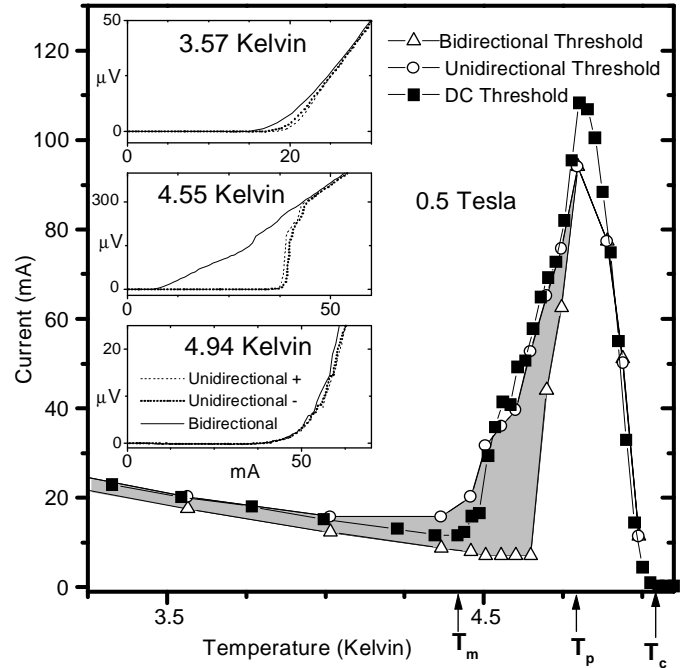 Current (mA)
130
120
100
80
60
40
20
0
3.5
4.5
Temperature (Kelvin)
T_m
T_p
T_c
Bidirectional Threshold
Unidirectional Threshold
DC Threshold
0.5 Tesla
3.57 Kelvin
50
μV
0
0
20
4.55 Kelvin
300
μV
0
0
50
4.94 Kelvin
20
μV
0
0
50
mA
Unidirectional +
Unidirectional -
Bidirectional